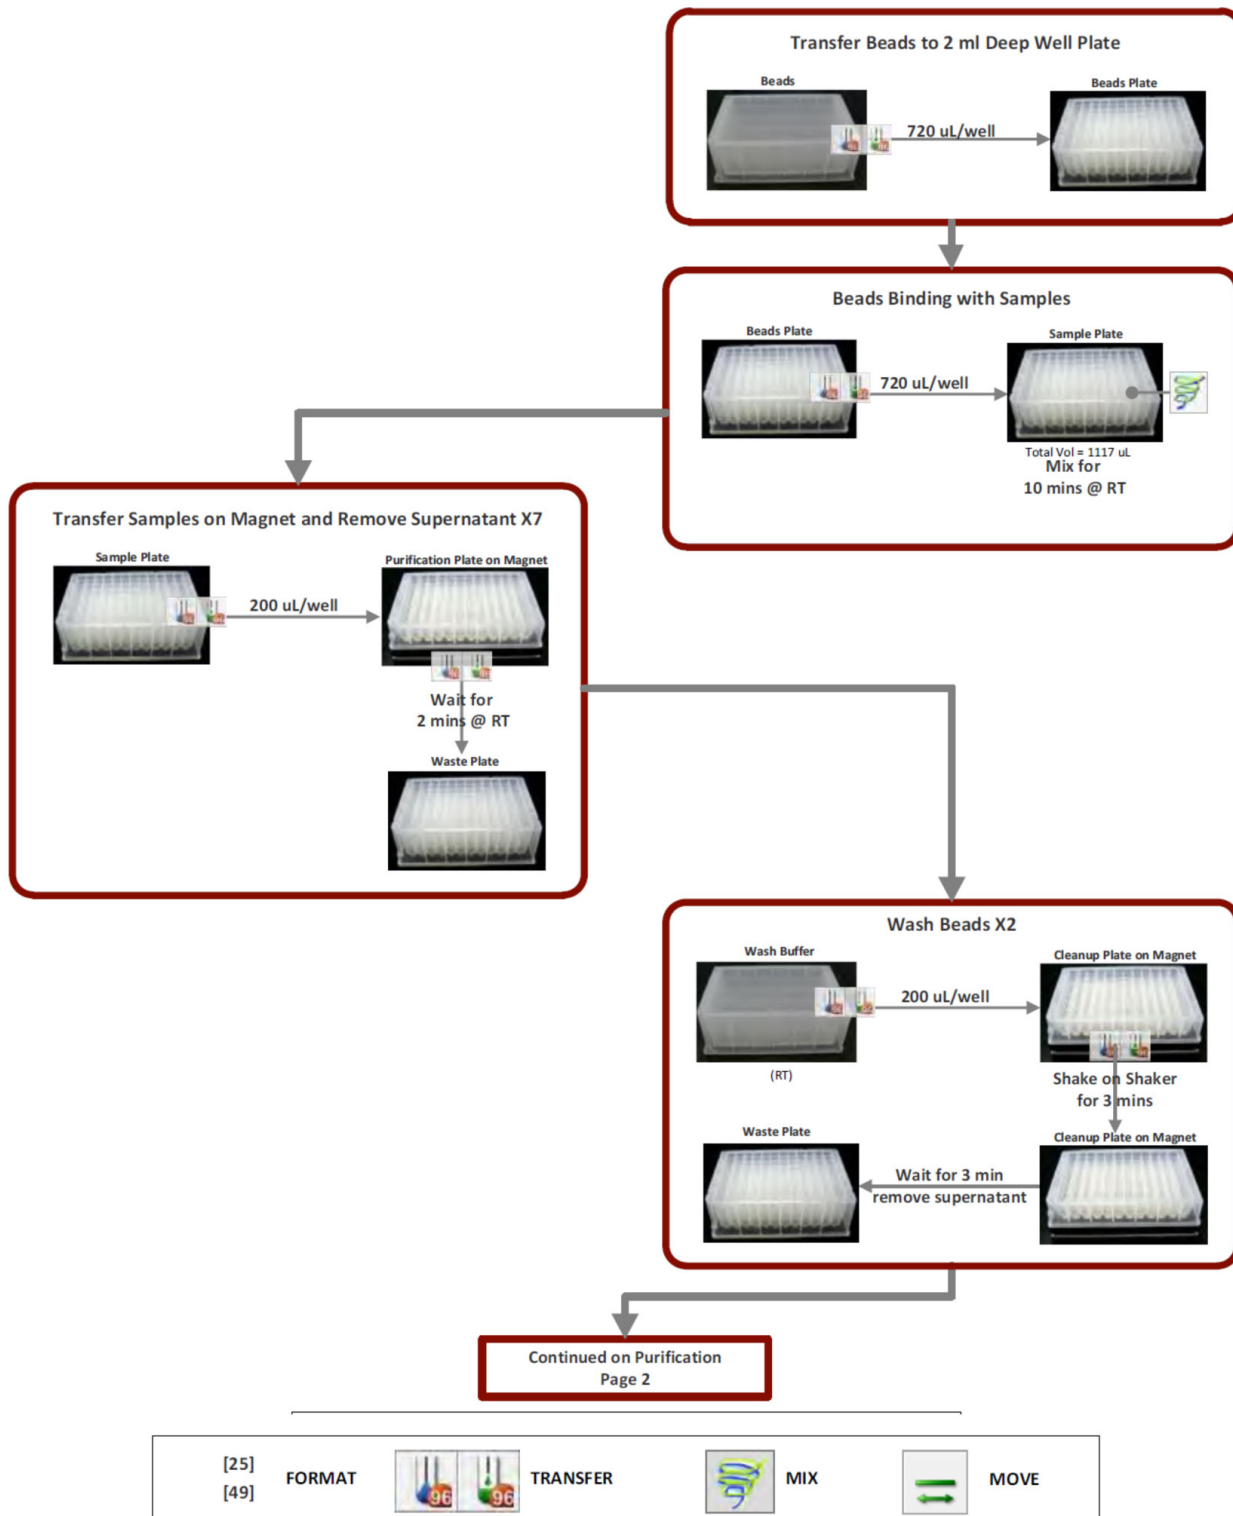 Transfer Beads to 2 ml Deep Well Plate
Beads
Beads Plate
720 uL/well
Beads Binding with Samples
Beads Plate
Sample Plate
720 uL/well
Total Vol = 1117 uL
Mix for
10 mins @ RT
Transfer Samples on Magnet and Remove Supernatant X7
Sample Plate
Purification Plate on Magnet
200 uL/well
Wait for
2 mins @ RT
Waste Plate
Wash Beads X2
Wash Buffer
Cleanup Plate on Magnet
200 uL/well
(RT)
Shake on Shaker
for 3 mins
Waste Plate
Cleanup Plate on Magnet
Wait for 3 min
remove supernatant
Continued on Purification
Page 2
[25]
[49]
FORMAT
96
96
TRANSFER
MIX
MOVE